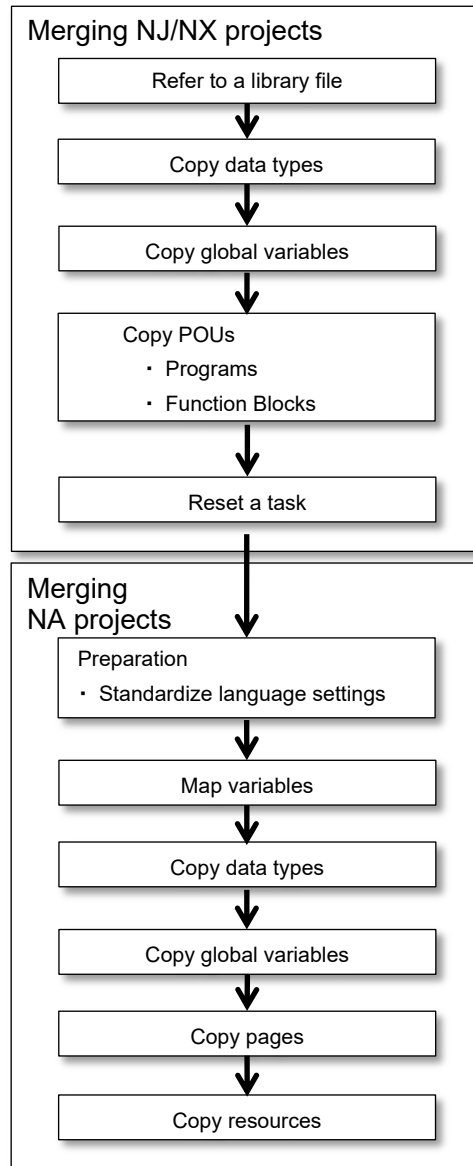 Merging NJ/NX projects
Refer to a library file
Copy data types
Copy global variables
Copy POUs
・ Programs
・ Function Blocks
Reset a task
Merging
NA projects
Preparation
・ Standardize language settings
Map variables
Copy data types
Copy global variables
Copy pages
Copy resources